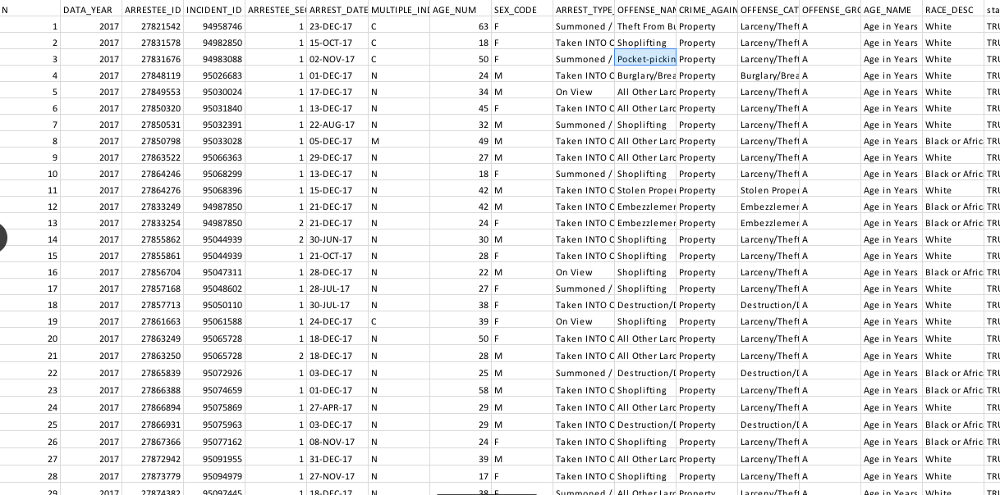 N DATA_YEAR ARRESTEE_ID INCIDENT_ID ARRESTEE_SE ARREST_DATE MULTIPLE_IND AGE_NUM SEX_CODE ARREST_TYPE_ OFFENSE_NAM CRIME_AGAIN OFFENSE_CAT OFFENSE_GRO AGE_NAME RACE_DESC sta
1 2017 27821542 94958746 1 23-DEC-17 C 63 F Summoned / Theft From Bu Property Larceny/Theft A Age in Years White TRU
2 2017 27831578 94982850 1 15-OCT-17 C 18 F Taken INTO C Shoplifting Property Larceny/Theft A Age in Years White TRU
3 2017 27831676 94983088 1 02-NOV-17 C 50 F Summoned / Pocket-pickin Property Larceny/Theft A Age in Years White TRU
4 2017 27848119 95026683 1 01-DEC-17 N 24 M Taken INTO C Burglary/Brea Property Burglary/Brea A Age in Years White TRU
5 2017 27849553 95030024 1 17-DEC-17 N 34 M On View All Other Larc Property Larceny/Theft A Age in Years White TRU
6 2017 27850320 95031840 1 13-DEC-17 N 45 F Taken INTO C All Other Larc Property Larceny/Theft A Age in Years White TRU
7 2017 27850531 95032391 1 22-AUG-17 N 32 M Summoned / Shoplifting Property Larceny/Theft A Age in Years White TRU
8 2017 27850798 95033028 1 05-DEC-17 M 49 M Taken INTO C All Other Larc Property Larceny/Theft A Age in Years Black or Afric TRU
9 2017 27863522 95066363 1 29-DEC-17 N 27 M Taken INTO C All Other Larc Property Larceny/Theft A Age in Years White TRU
10 2017 27864246 95068299 1 13-DEC-17 N 18 F Summoned / Shoplifting Property Larceny/Theft A Age in Years Black or Afric TRU
11 2017 27864276 95068396 1 15-DEC-17 N 42 M Taken INTO C Stolen Proper Property Stolen Proper A Age in Years White TRU
12 2017 27833249 94987850 1 21-DEC-17 N 42 M Taken INTO C Embezzlemer Property Embezzlemer A Age in Years Black or Afric TRU
13 2017 27833254 94987850 2 21-DEC-17 N 24 F Taken INTO C Embezzlemer Property Embezzlemer A Age in Years Black or Afric TRU
14 2017 27855862 95044939 2 30-JUN-17 N 30 M Taken INTO C Shoplifting Property Larceny/Theft A Age in Years White TRU
15 2017 27855861 95044939 1 21-OCT-17 N 28 F Taken INTO C Shoplifting Property Larceny/Theft A Age in Years White TRU
16 2017 27856704 95047311 1 28-DEC-17 N 22 M On View Shoplifting Property Larceny/Theft A Age in Years Black or Afric TRU
17 2017 27857168 95048602 1 28-JUL-17 N 27 F Summoned / Shoplifting Property Larceny/Theft A Age in Years White TRU
18 2017 27857713 95050110 1 30-JUL-17 N 38 F Taken INTO C Destruction/D Property Destruction/D A Age in Years White TRU
19 2017 27861663 95061588 1 24-DEC-17 C 39 F On View Shoplifting Property Larceny/Theft A Age in Years White TRU
20 2017 27863249 95065728 1 18-DEC-17 N 50 F Taken INTO C All Other Larc Property Larceny/Theft A Age in Years White TRU
21 2017 27863250 95065728 2 18-DEC-17 N 28 M Taken INTO C All Other Larc Property Larceny/Theft A Age in Years White TRU
22 2017 27865839 95072926 1 03-DEC-17 N 25 M Summoned / Destruction/D Property Destruction/D A Age in Years Black or Afric TRU
23 2017 27866388 95074659 1 01-DEC-17 N 58 M Taken INTO C Shoplifting Property Larceny/Theft A Age in Years Black or Afric TRU
24 2017 27866894 95075869 1 27-APR-17 N 29 M Taken INTO C All Other Larc Property Larceny/Theft A Age in Years White TRU
25 2017 27866931 95075963 1 03-DEC-17 N 29 M Taken INTO C Destruction/D Property Destruction/D A Age in Years Black or Afric TRU
26 2017 27867366 95077162 1 08-NOV-17 N 24 F Taken INTO C Shoplifting Property Larceny/Theft A Age in Years Black or Afric TRU
27 2017 27872942 95091955 1 31-DEC-17 N 39 M Taken INTO C All Other Larc Property Larceny/Theft A Age in Years White TRU
28 2017 27873779 95094979 1 27-NOV-17 N 17 F Taken INTO C Shoplifting Property Larceny/Theft A Age in Years White TRU
29 2017 27874382 95097445 1 18-DEC-17 N 38 F Summoned / All Other Larc Property Larceny/Theft A Age in Years White TRU